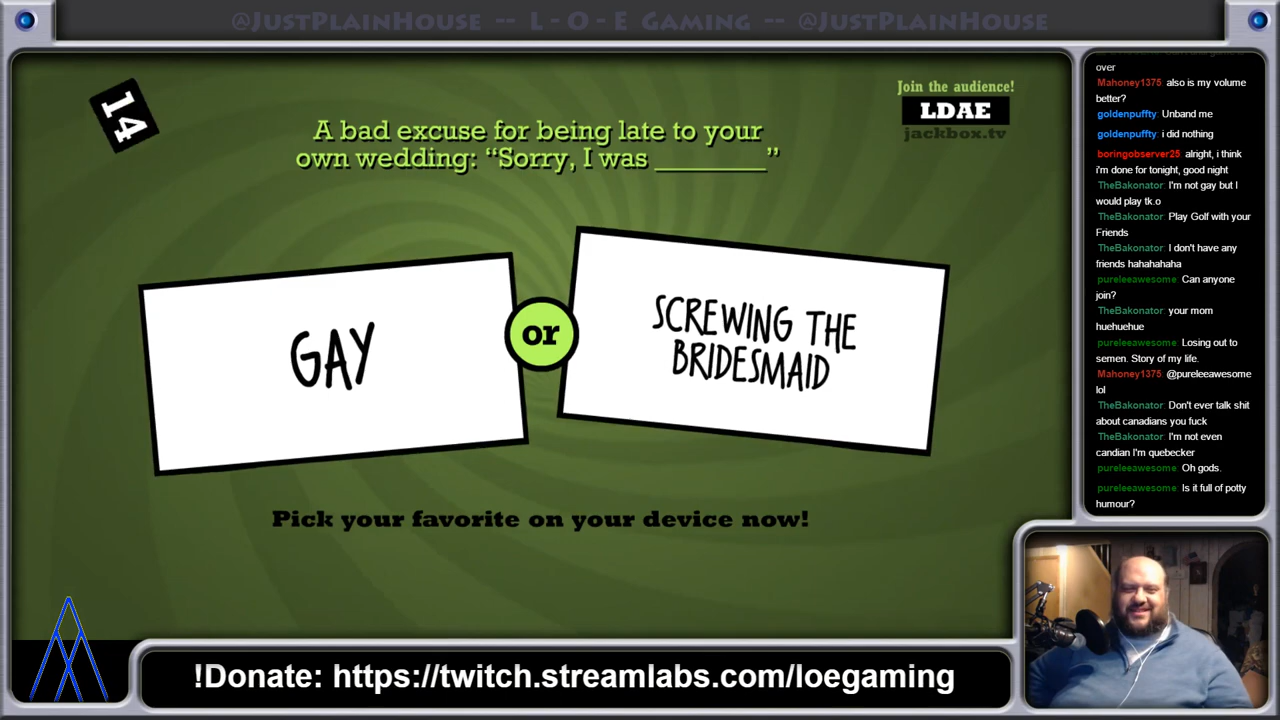 @JustPlainHouse -- L - O - E Gaming -- @JustPlainHouse
14
A bad excuse for being late to your
own wedding: “Sorry, I was ________”
Join the audience!
LDAE
jackbox.tv
GAY
or
SCREWING THE
BRIDESMAID
Pick your favorite on your device now!
over
Mahoney1375: also is my volume
better?
goldenpuffty: Unband me
goldenpuffty: i did nothing
boringobserver25: alright, i think
i'm done for tonight, good night
TheBakonator: I'm not gay but I
would play tk.o
TheBakonator: Play Golf with your
Friends
TheBakonator: I don't have any
friends hahahahaha
pureleeawesome: Can anyone
join?
TheBakonator: your mom
huehuehue
pureleeawesome: Losing out to
semen. Story of my life.
Mahoney1375: @pureleeawesome
lol
TheBakonator: Don't ever talk shit
about canadians you fuck
TheBakonator: I'm not even
candian I'm quebecker
pureleeawesome: Oh gods.
pureleeawesome: Is it full of potty
humour?
!Donate: https://twitch.streamlabs.com/loegaming